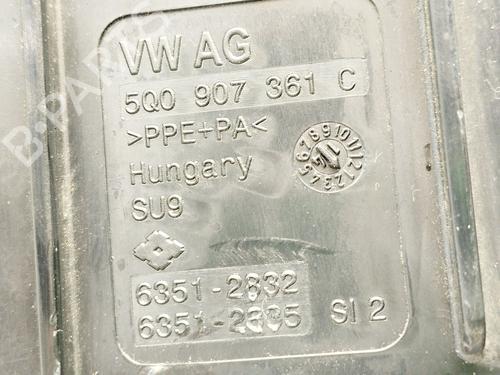 VW AG
5Q0 907 361 C
>PPE+PA<
Hungary
SU9
6351-2832
6351-2835 SI 2